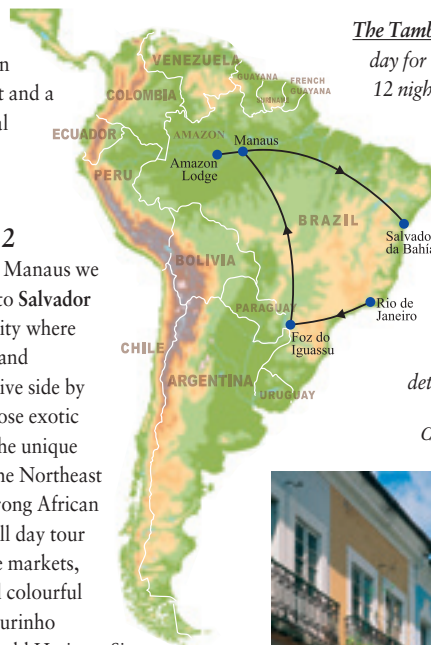 n
t and a
l
2
Manaus we
to Salvador
ity where
and
ive side by
ose exotic
he unique
he Northeast
rong African
ll day tour
e markets,
l colourful
urinho
VENEZUELA
GUAYANA
FRENCH
GUAYANA
SURINAME
COLOMBIA
ECUADOR
AMAZON
Manaus
Amazon
Lodge
PERU
BRAZIL
Salvador
da Bahia
BOLIVIA
Rio de
Janeiro
PARAGUAY
Foz do
Iguassu
CHILE
ARGENTINA
URUGUAY
The Tamb
day for
12 nigh
det
C